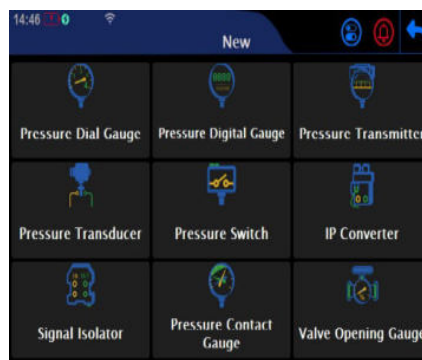 14:46
New
Pressure Dial Gauge
Pressure Digital Gauge
Pressure Transmitter
Pressure Transducer
Pressure Switch
IP Converter
Signal Isolator
Pressure Contact
Gauge
Valve Opening Gauge